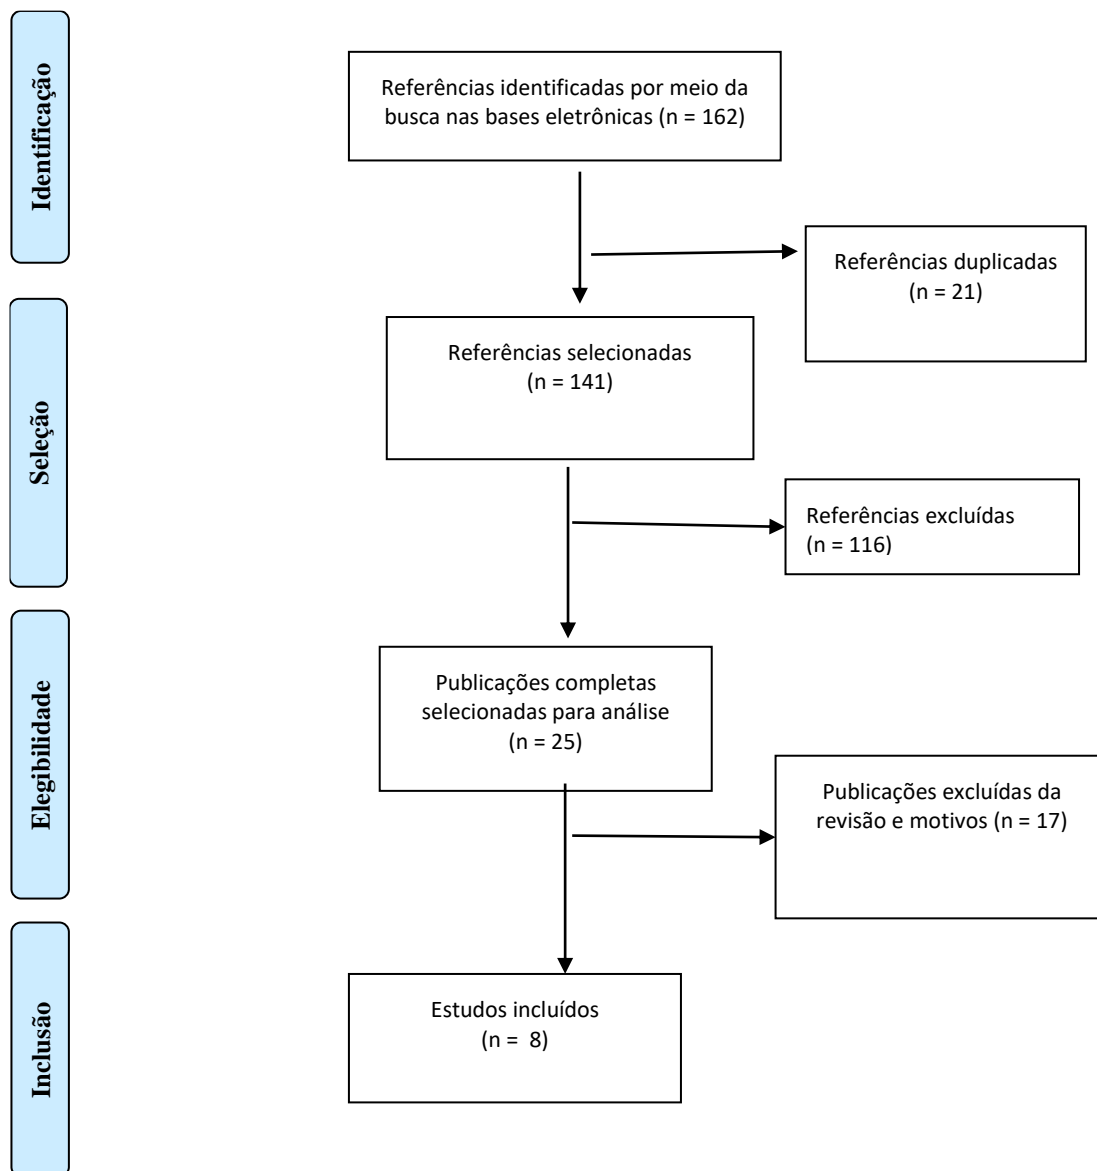 Identificação
Referências identificadas por meio da
busca nas bases eletrônicas (n = 162)
Referências duplicadas
(n = 21)
Seleção
Referências selecionadas
(n = 141)
Referências excluídas
(n = 116)
Elegibilidade
Publicações completas
selecionadas para análise
(n = 25)
Publicações excluídas da
revisão e motivos (n = 17)
Inclusão
Estudos incluídos
(n =  8)